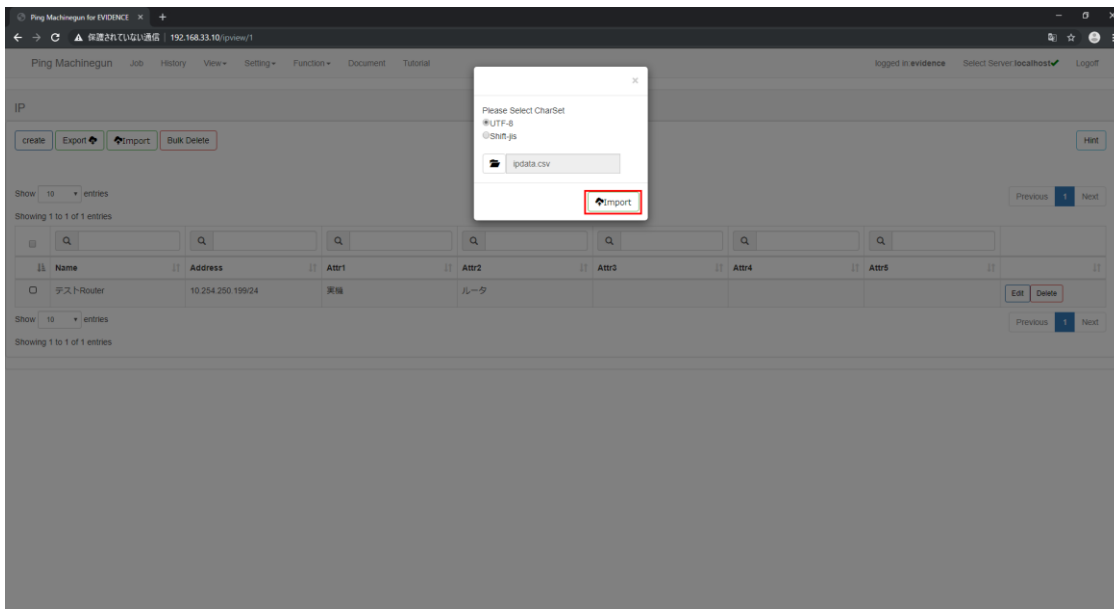 Ping Machinegun for EVIDENCE × +
保護されていない通信 | 192.168.33.10/ipview/1
Ping Machinegun Job History View Setting Function Document Tutorial logged in:evidence Select Server:localhost Logoff
×
IP
Please Select CharSet
UTF-8
Shift-jis
create Export Import Bulk Delete Hint
ipdata.csv
Import
Show 10 entries Previous 1 Next
Showing 1 to 1 of 1 entries
Name Address Attr1 Attr2 Attr3 Attr4 Attr5
テストRouter 10.254.250.199/24 実機 ルータ Edit Delete
Show 10 entries Previous 1 Next
Showing 1 to 1 of 1 entries